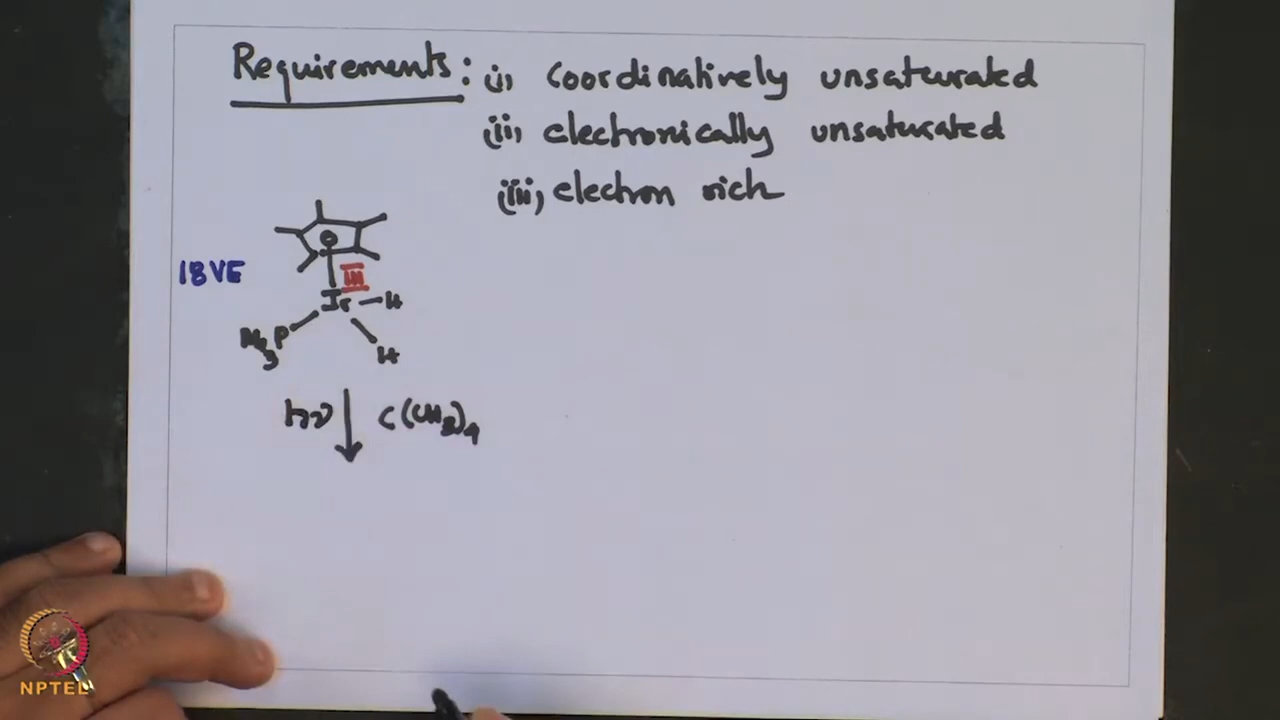 Requirements: (i) coordinatively unsaturated
(ii) electronically unsaturated
(iii) electron rich
18VE
III
Ir H
Me3P
H
hν C(CH3)4
NPTEL